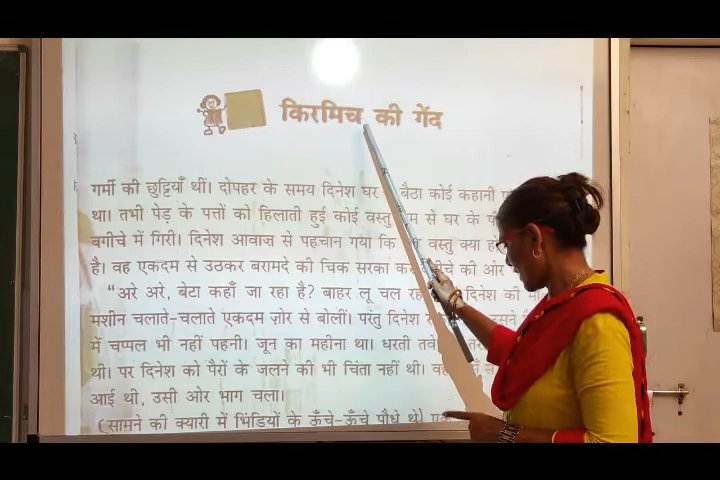 किरमिच की गेंद
गर्मी की छुट्टियाँ थीं। दोपहर के समय दिनेश घर बैठा कोई कहानी
था। तभी पेड़ के पत्तों को हिलाती हुई कोई वस्तु से घर के
बगीचे में गिरी। दिनेश आवाज़ से पहचान गया कि वस्तु क्या
है। वह एकदम से उठकर बरामदे की चिक सरका की ओर
"अरे अरे, बेटा कहाँ जा रहा है? बाहर लू चल दिनेश की
मशीन चलाते-चलाते एकदम ज़ोर से बोलीं। परंतु दिनेश
में चप्पल भी नहीं पहनी। जून का महीना था। धरती
थी। पर दिनेश को पैरों के जलने की भी चिंता नहीं थी।
आई थी, उसी ओर भाग चला।
(सामने की क्यारी में भिंडियों के ऊँचे-ऊँचे पौधे थे)